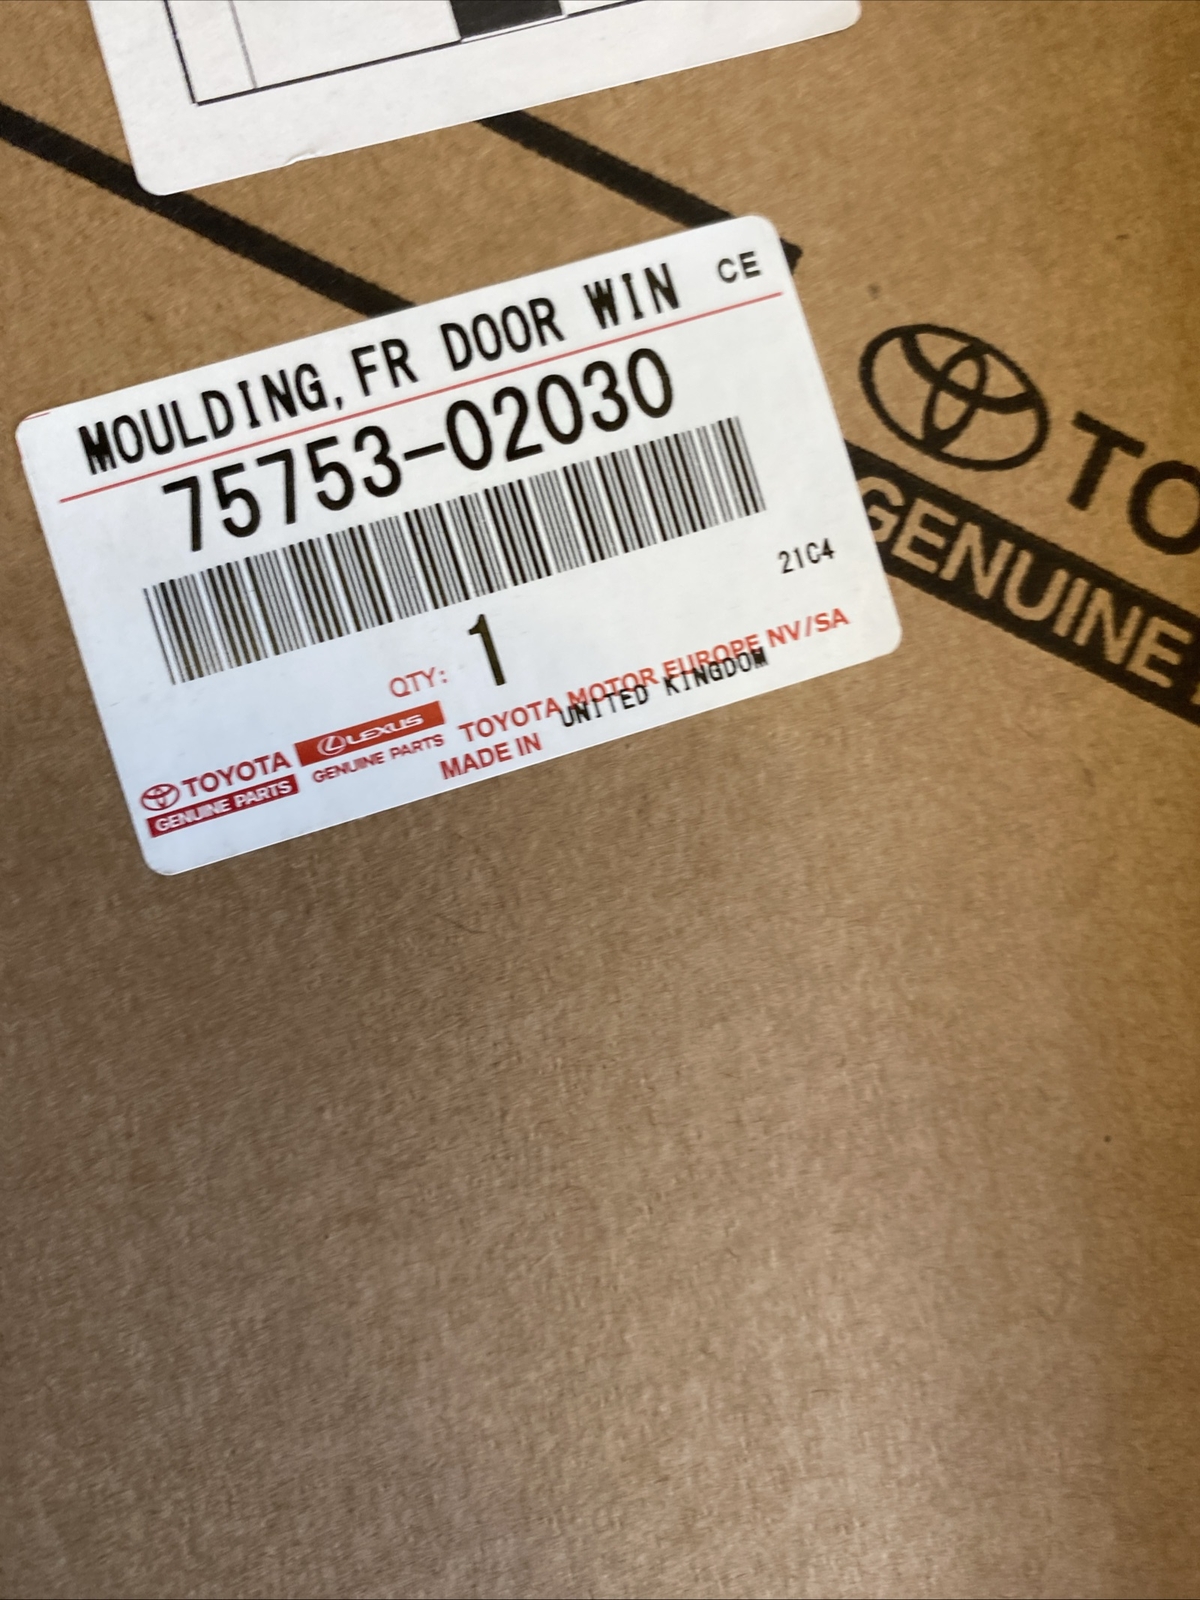 MOULDING, FR DOOR WIN CE
75753-02030
21C4
QTY: 1
TOYOTA
GENUINE PARTS
LEXUS
GENUINE PARTS
TOYOTA MOTOR EUROPE NV/SA
MADE IN UNITED KINGDOM
TO
GENUINE